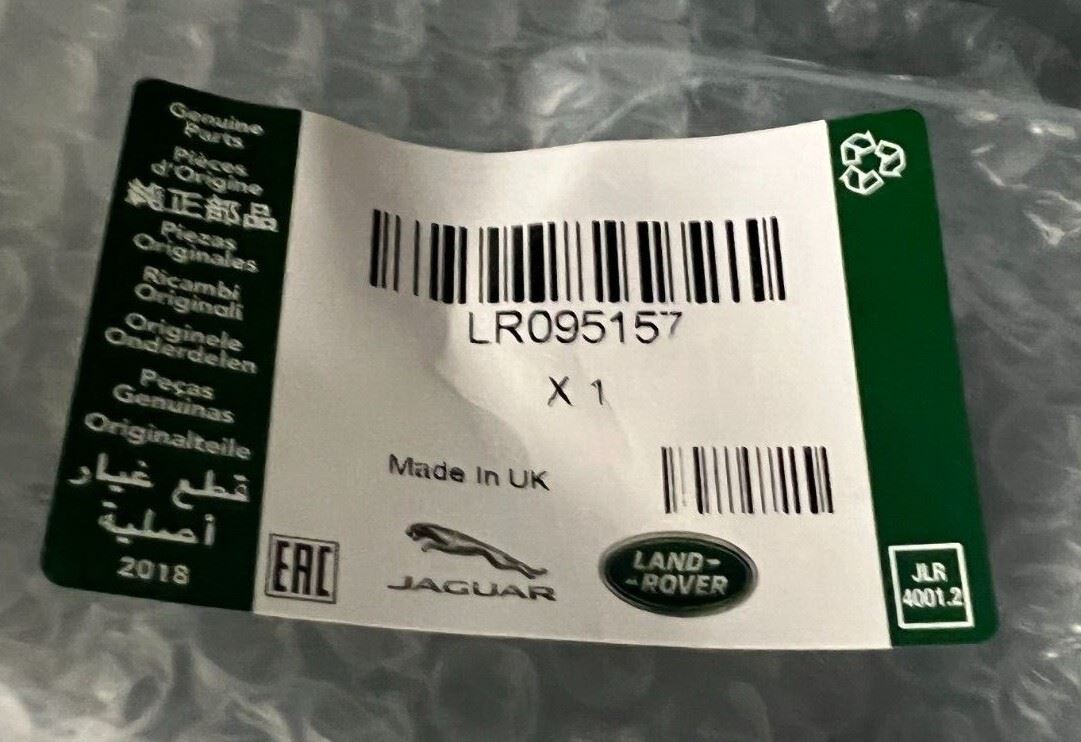 Genuine
Parts
Pièces
d'Origine
純正部品
Piezas
Originales
Ricambi
Originali
Originele
Onderdelen
Peças
Genuinas
Originalteile
قطع غيار
أصلية
2018
LR095157
X 1
Made In UK
EAC
JAGUAR
LAND-
-ROVER
JLR
4001.2